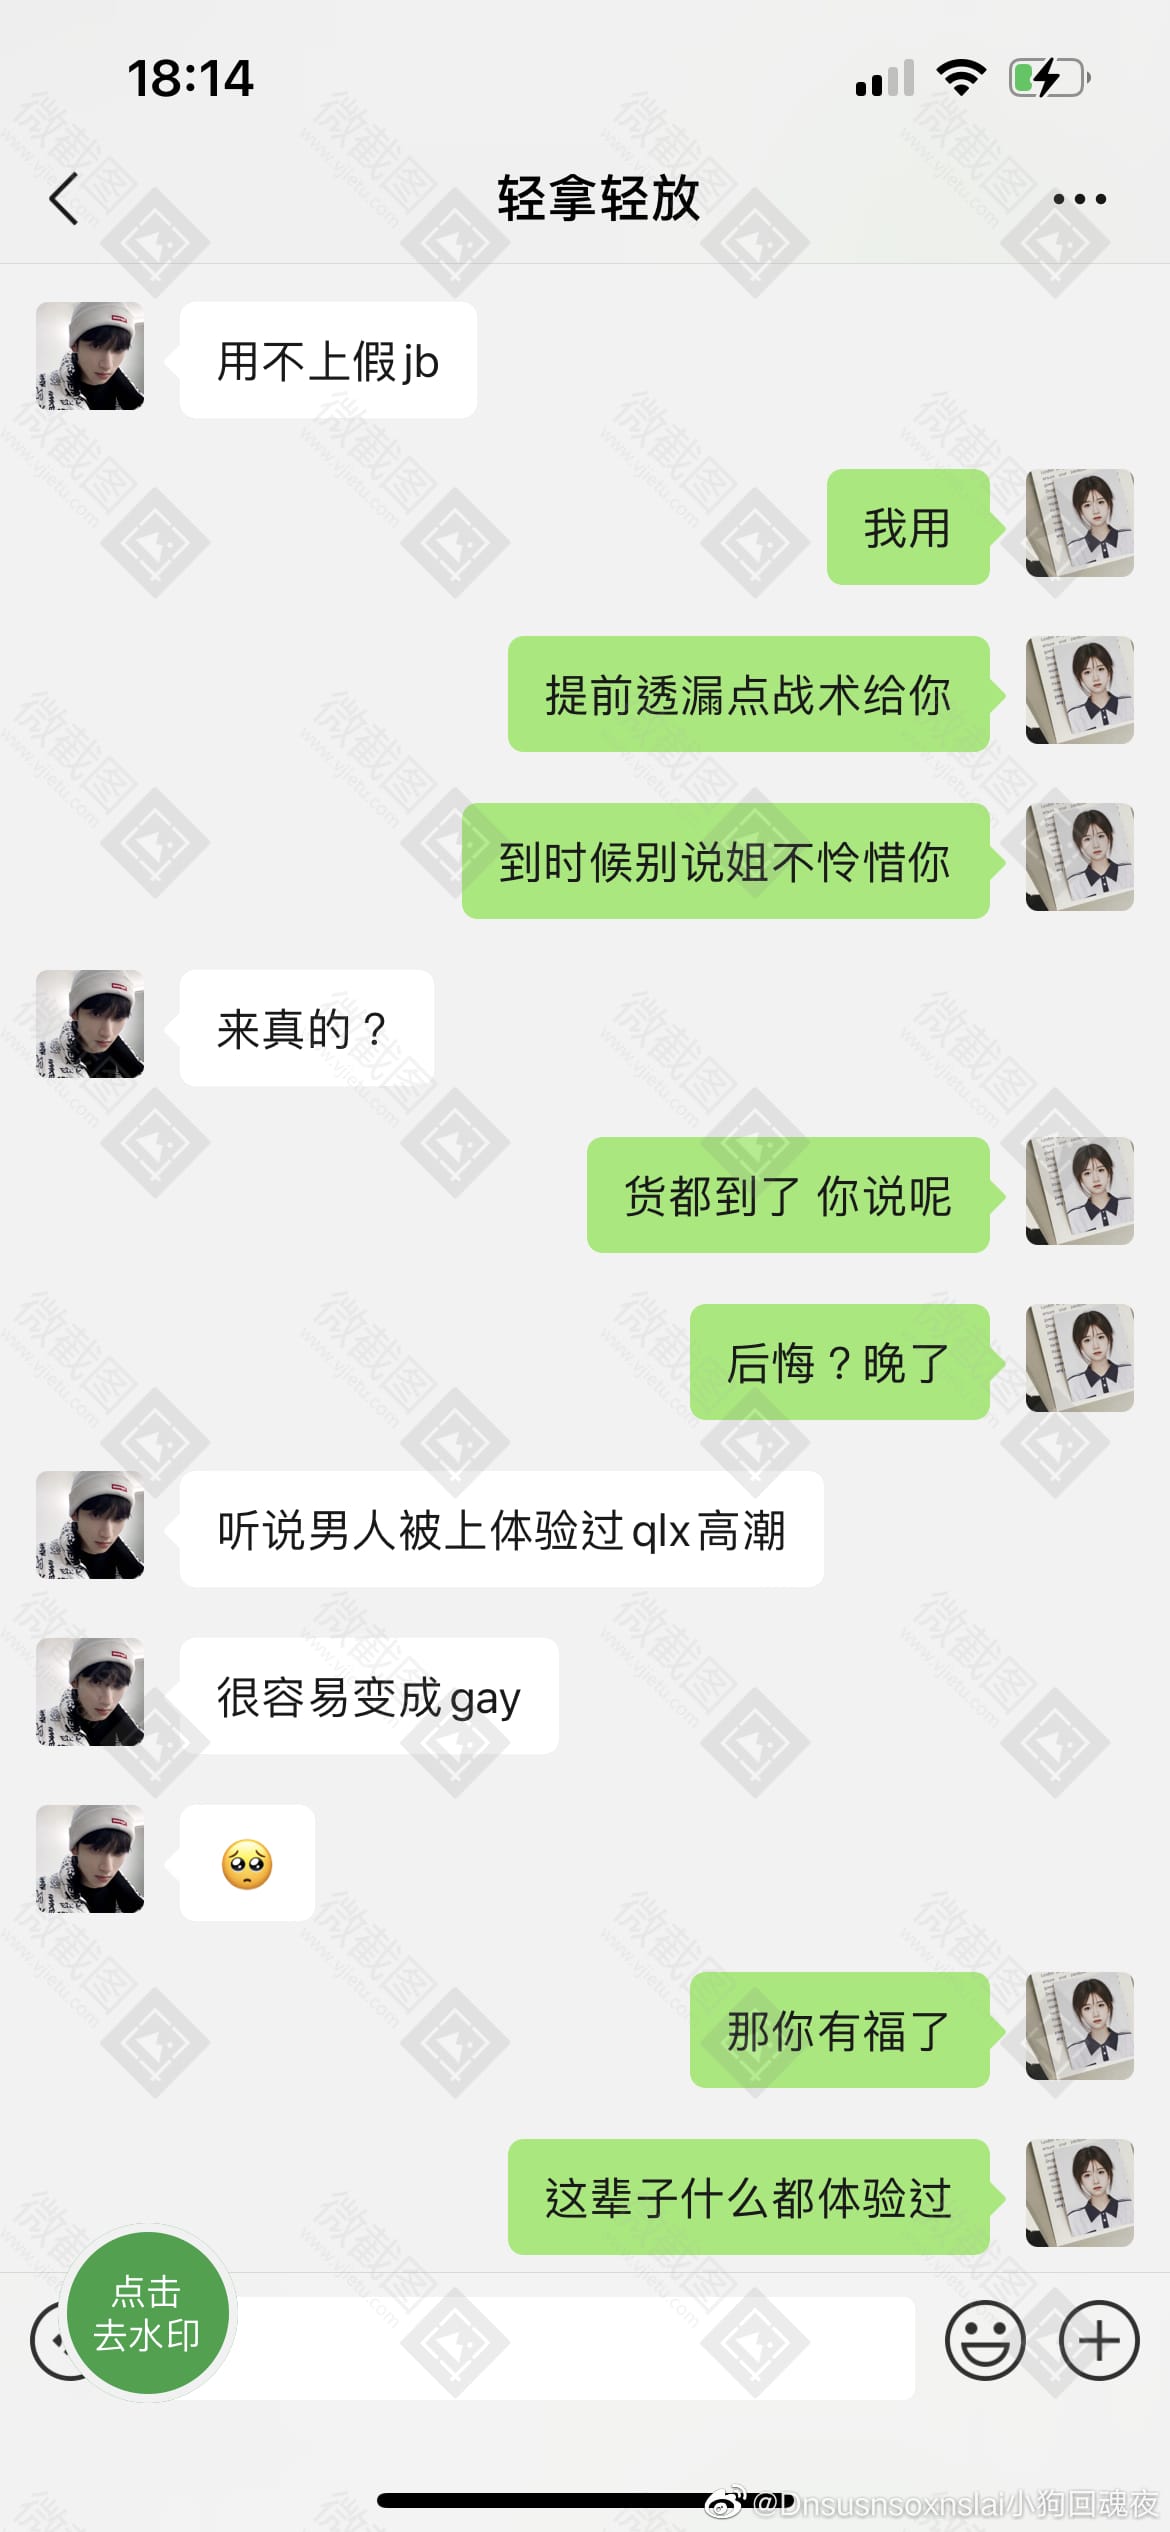 18:14
轻拿轻放
用不上假jb
我用
提前透漏点战术给你
到时候别说姐不怜惜你
来真的？
货都到了 你说呢
后悔？晚了
听说男人被上体验过qlx高潮
很容易变成gay
🥺
那你有福了
这辈子什么都体验过
点击
去水印
@Dnsusnsoxnslai小狗回魂夜
微截图
www.vjietu.com